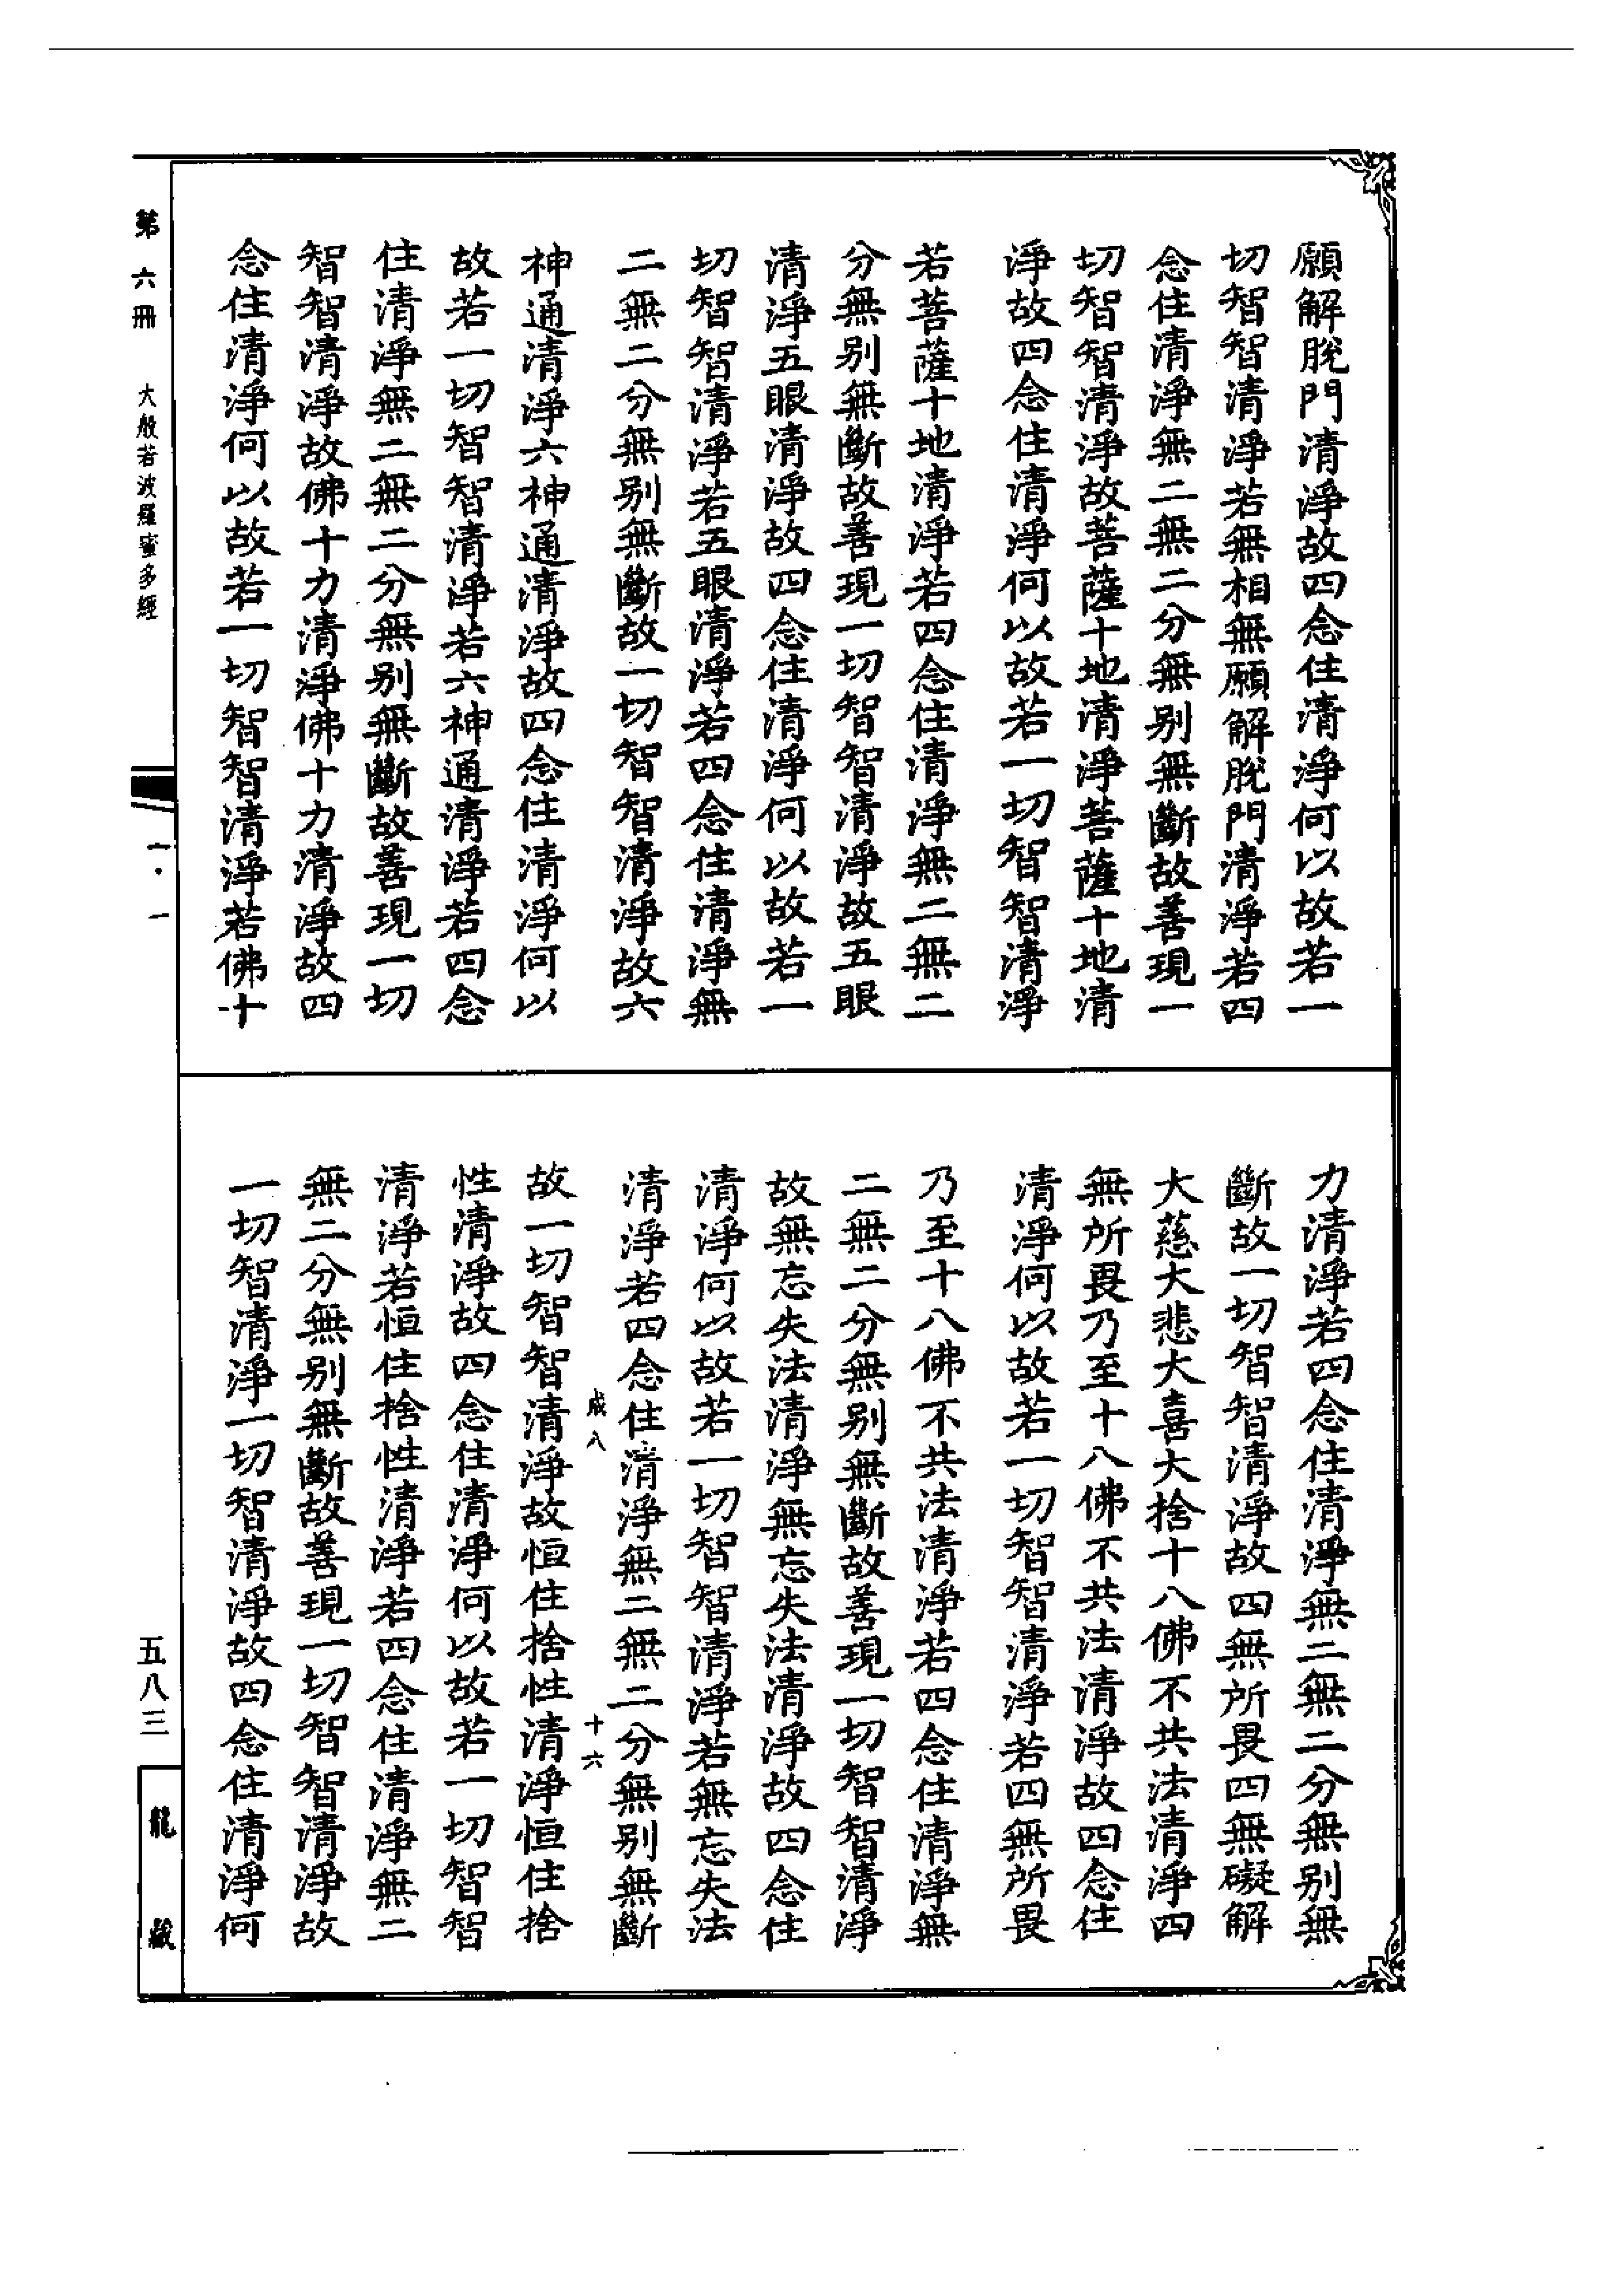 願解脫門清淨故四念住清淨何以故若一
切智智清淨若無相無願解脫門清淨若四
念住清淨無二無二分無別無斷故善現一
切智智清淨故菩薩十地清淨菩薩十地清
淨故四念住清淨何以故若一切智智清淨
若菩薩十地清淨若四念住清淨無二無二
分無別無斷故善現一切智智清淨故五眼
清淨五眼清淨故四念住清淨何以故若一
切智智清淨若五眼清淨若四念住清淨無
二無二分無別無斷故一切智智清淨故六
神通清淨六神通清淨故四念住清淨何以
故若一切智智清淨若六神通清淨若四念
住清淨無二無二分無別無斷故善現一切
智智清淨故佛十力清淨佛十力清淨故四
念住清淨何以故若一切智智清淨若佛十
力清淨若四念住清淨無二無二分無別無
斷故一切智智清淨故四無所畏四無礙解
大慈大悲大喜大捨十八佛不共法清淨四
無所畏乃至十八佛不共法清淨故四念住
清淨何以故若一切智智清淨若四無所畏
乃至十八佛不共法清淨若四念住清淨無
二無二分無別無斷故善現一切智智清淨
故無忘失法清淨無忘失法清淨故四念住
清淨何以故若一切智智清淨若無忘失法
清淨若四念住清淨無二無二分無別無斷
十六
故一切智智清淨故恒住捨性清淨恒住捨
性清淨故四念住清淨何以故若一切智智
清淨若恒住捨性清淨若四念住清淨無二
無二分無別無斷故善現一切智智清淨故
一切智清淨一切智清淨故四念住清淨何
第六冊 大般若波羅蜜多經
一·一
五八三
龍藏